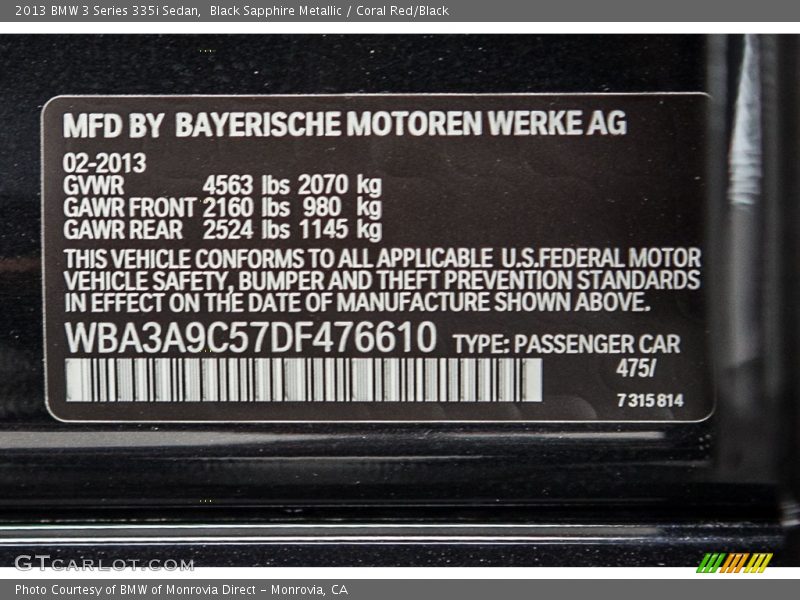 2013 BMW 3 Series 335i Sedan, Black Sapphire Metallic / Coral Red/Black
MFD BY BAYERISCHE MOTOREN WERKE AG
02-2013
GVWR 4563 lbs 2070 kg
GAWR FRONT 2160 lbs 980 kg
GAWR REAR 2524 lbs 1145 kg
THIS VEHICLE CONFORMS TO ALL APPLICABLE U.S.FEDERAL MOTOR
VEHICLE SAFETY, BUMPER AND THEFT PREVENTION STANDARDS
IN EFFECT ON THE DATE OF MANUFACTURE SHOWN ABOVE.
WBA3A9C57DF476610 TYPE: PASSENGER CAR
475/
7 315 814
GTcarlot.com
Photo Courtesy of BMW of Monrovia Direct - Monrovia, CA